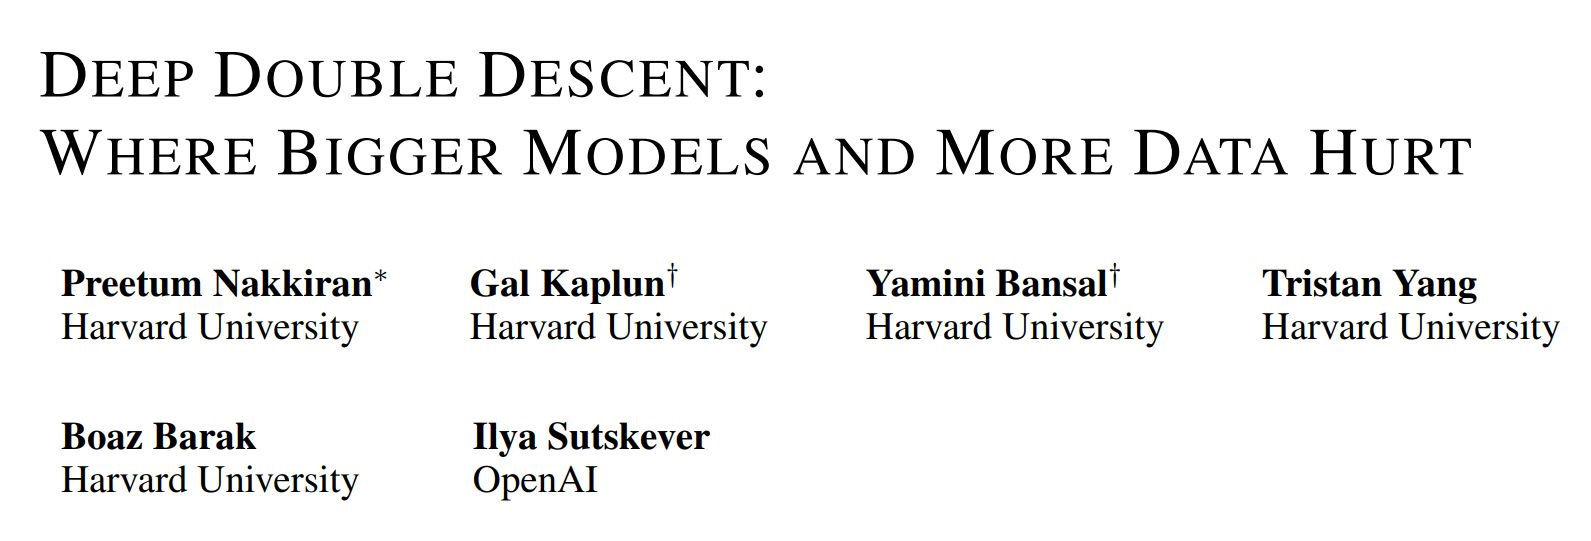 DEEP DOUBLE DESCENT:
WHERE BIGGER MODELS AND MORE DATA HURT
Preetum Nakkiran* Gal Kaplun† Yamini Bansal† Tristan Yang
Harvard University Harvard University Harvard University Harvard University
Boaz Barak Ilya Sutskever
Harvard University OpenAI